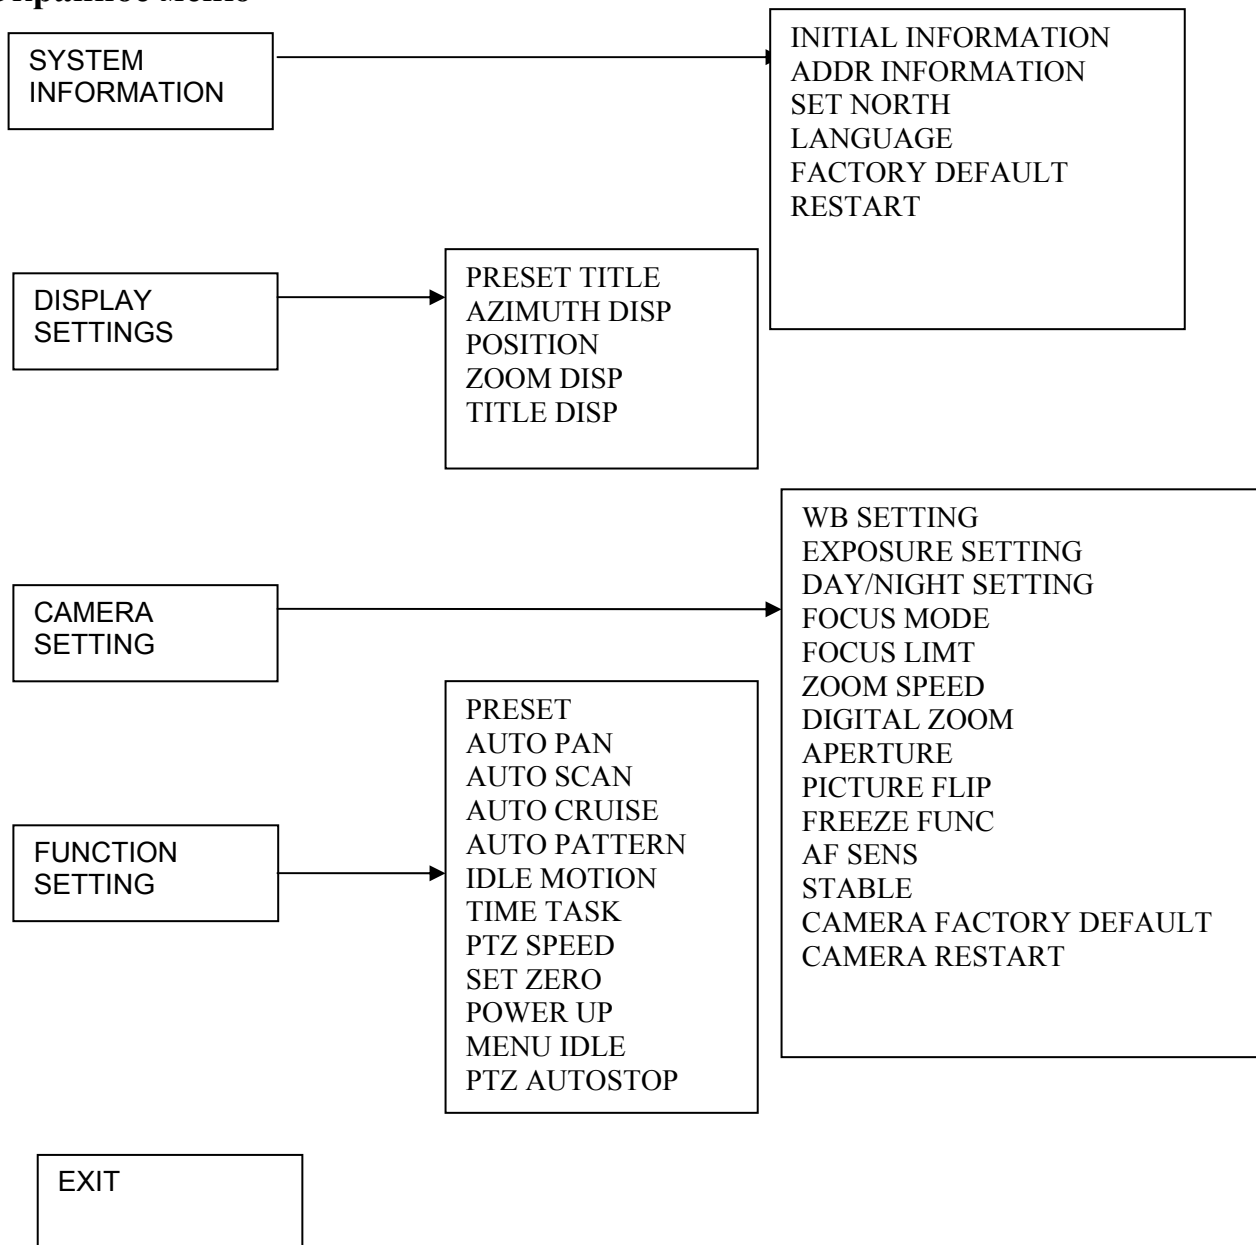 Экранное меню
SYSTEM
INFORMATION
INITIAL INFORMATION
ADDR INFORMATION
SET NORTH
LANGUAGE
FACTORY DEFAULT
RESTART
DISPLAY
SETTINGS
PRESET TITLE
AZIMUTH DISP
POSITION
ZOOM DISP
TITLE DISP
CAMERA
SETTING
WB SETTING
EXPOSURE SETTING
DAY/NIGHT SETTING
FOCUS MODE
FOCUS LIMT
ZOOM SPEED
DIGITAL ZOOM
APERTURE
PICTURE FLIP
FREEZE FUNC
AF SENS
STABLE
CAMERA FACTORY DEFAULT
CAMERA RESTART
FUNCTION
SETTING
PRESET
AUTO PAN
AUTO SCAN
AUTO CRUISE
AUTO PATTERN
IDLE MOTION
TIME TASK
PTZ SPEED
SET ZERO
POWER UP
MENU IDLE
PTZ AUTOSTOP
EXIT